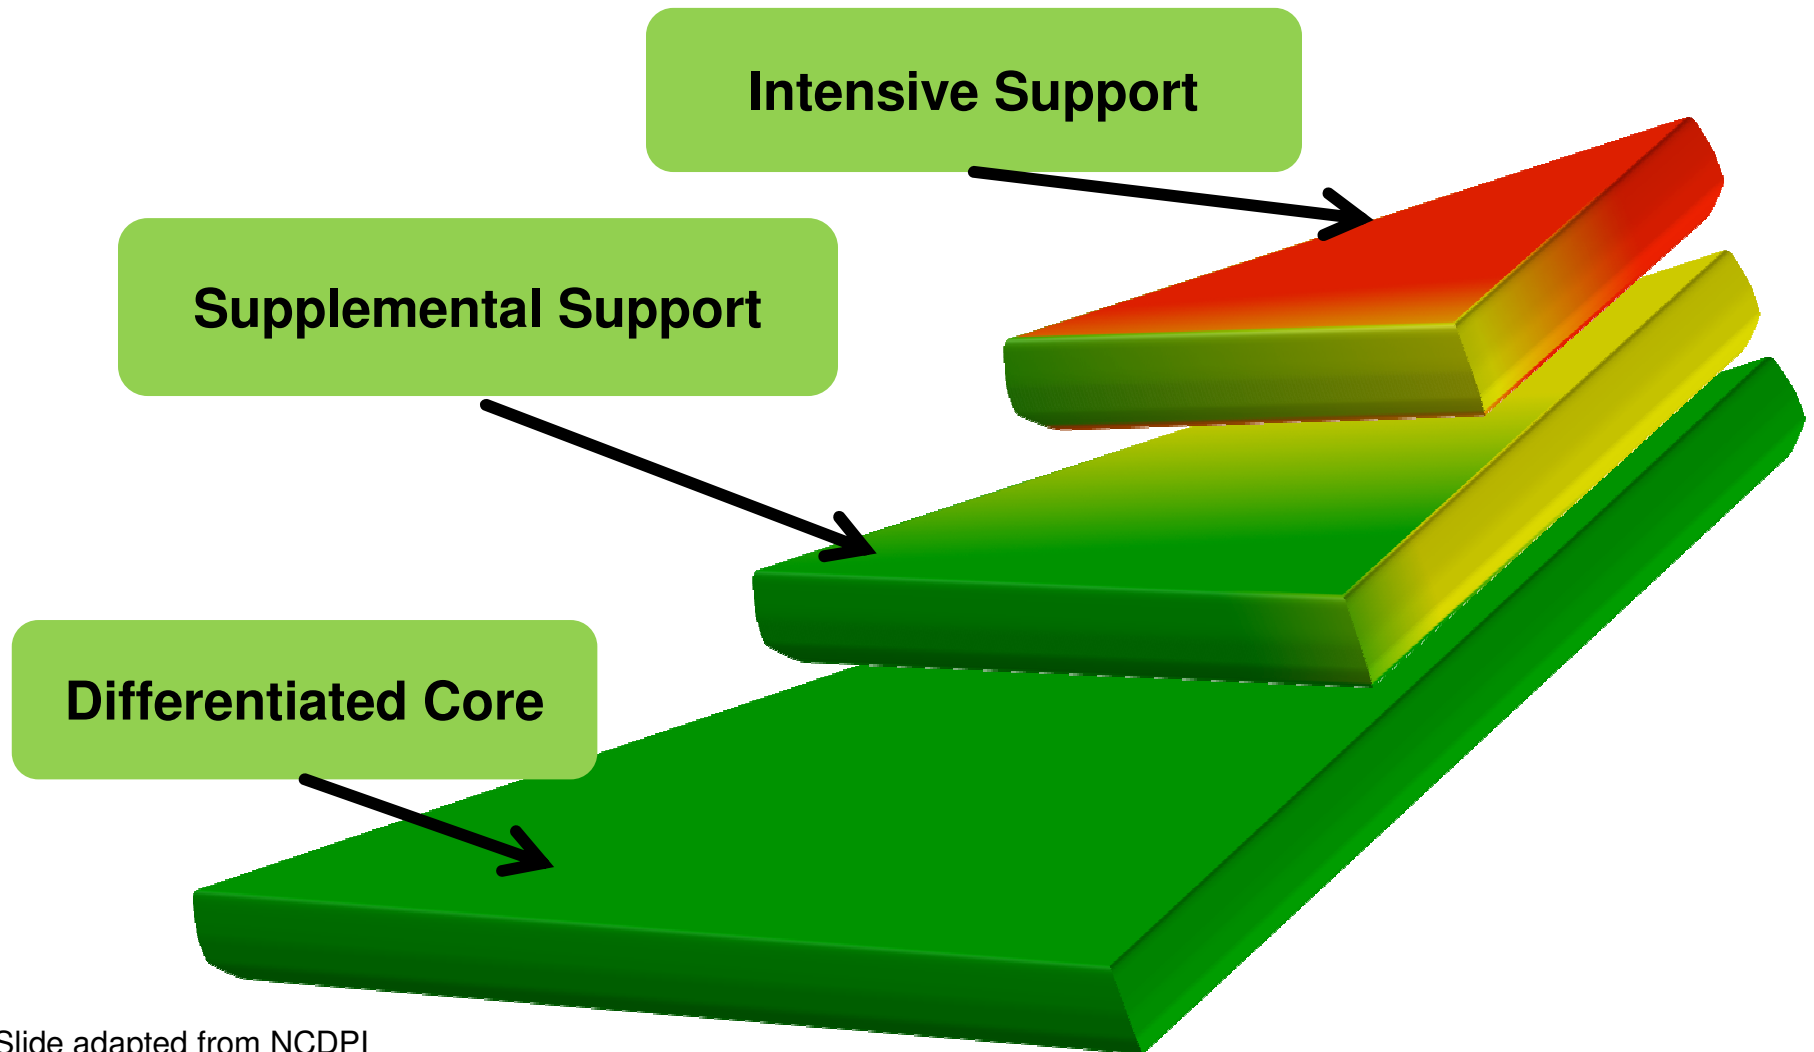 Intensive Support
Supplemental Support
Differentiated Core
Slide adapted from NCDPI